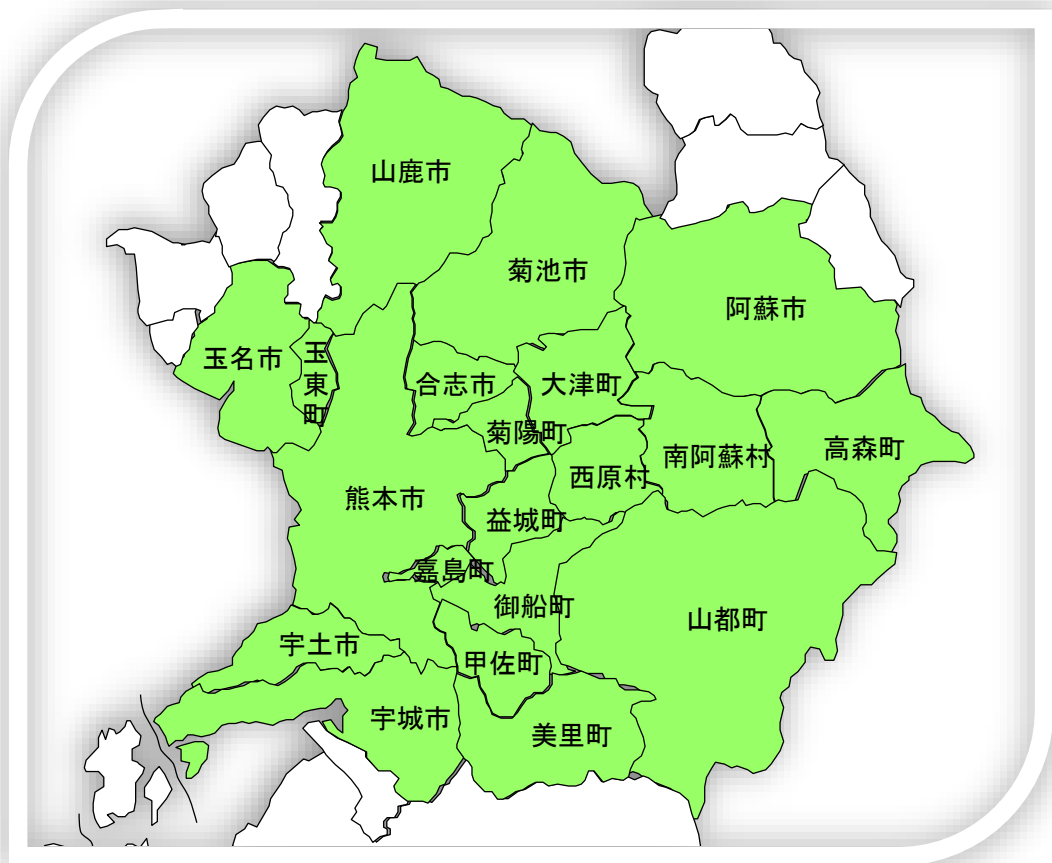 山鹿市
菊池市
阿蘇市
玉名市
玉東町
合志市
大津町
菊陽町
高森町
南阿蘇村
西原村
熊本市
益城町
嘉島町
御船町
山都町
宇土市
甲佐町
宇城市
美里町